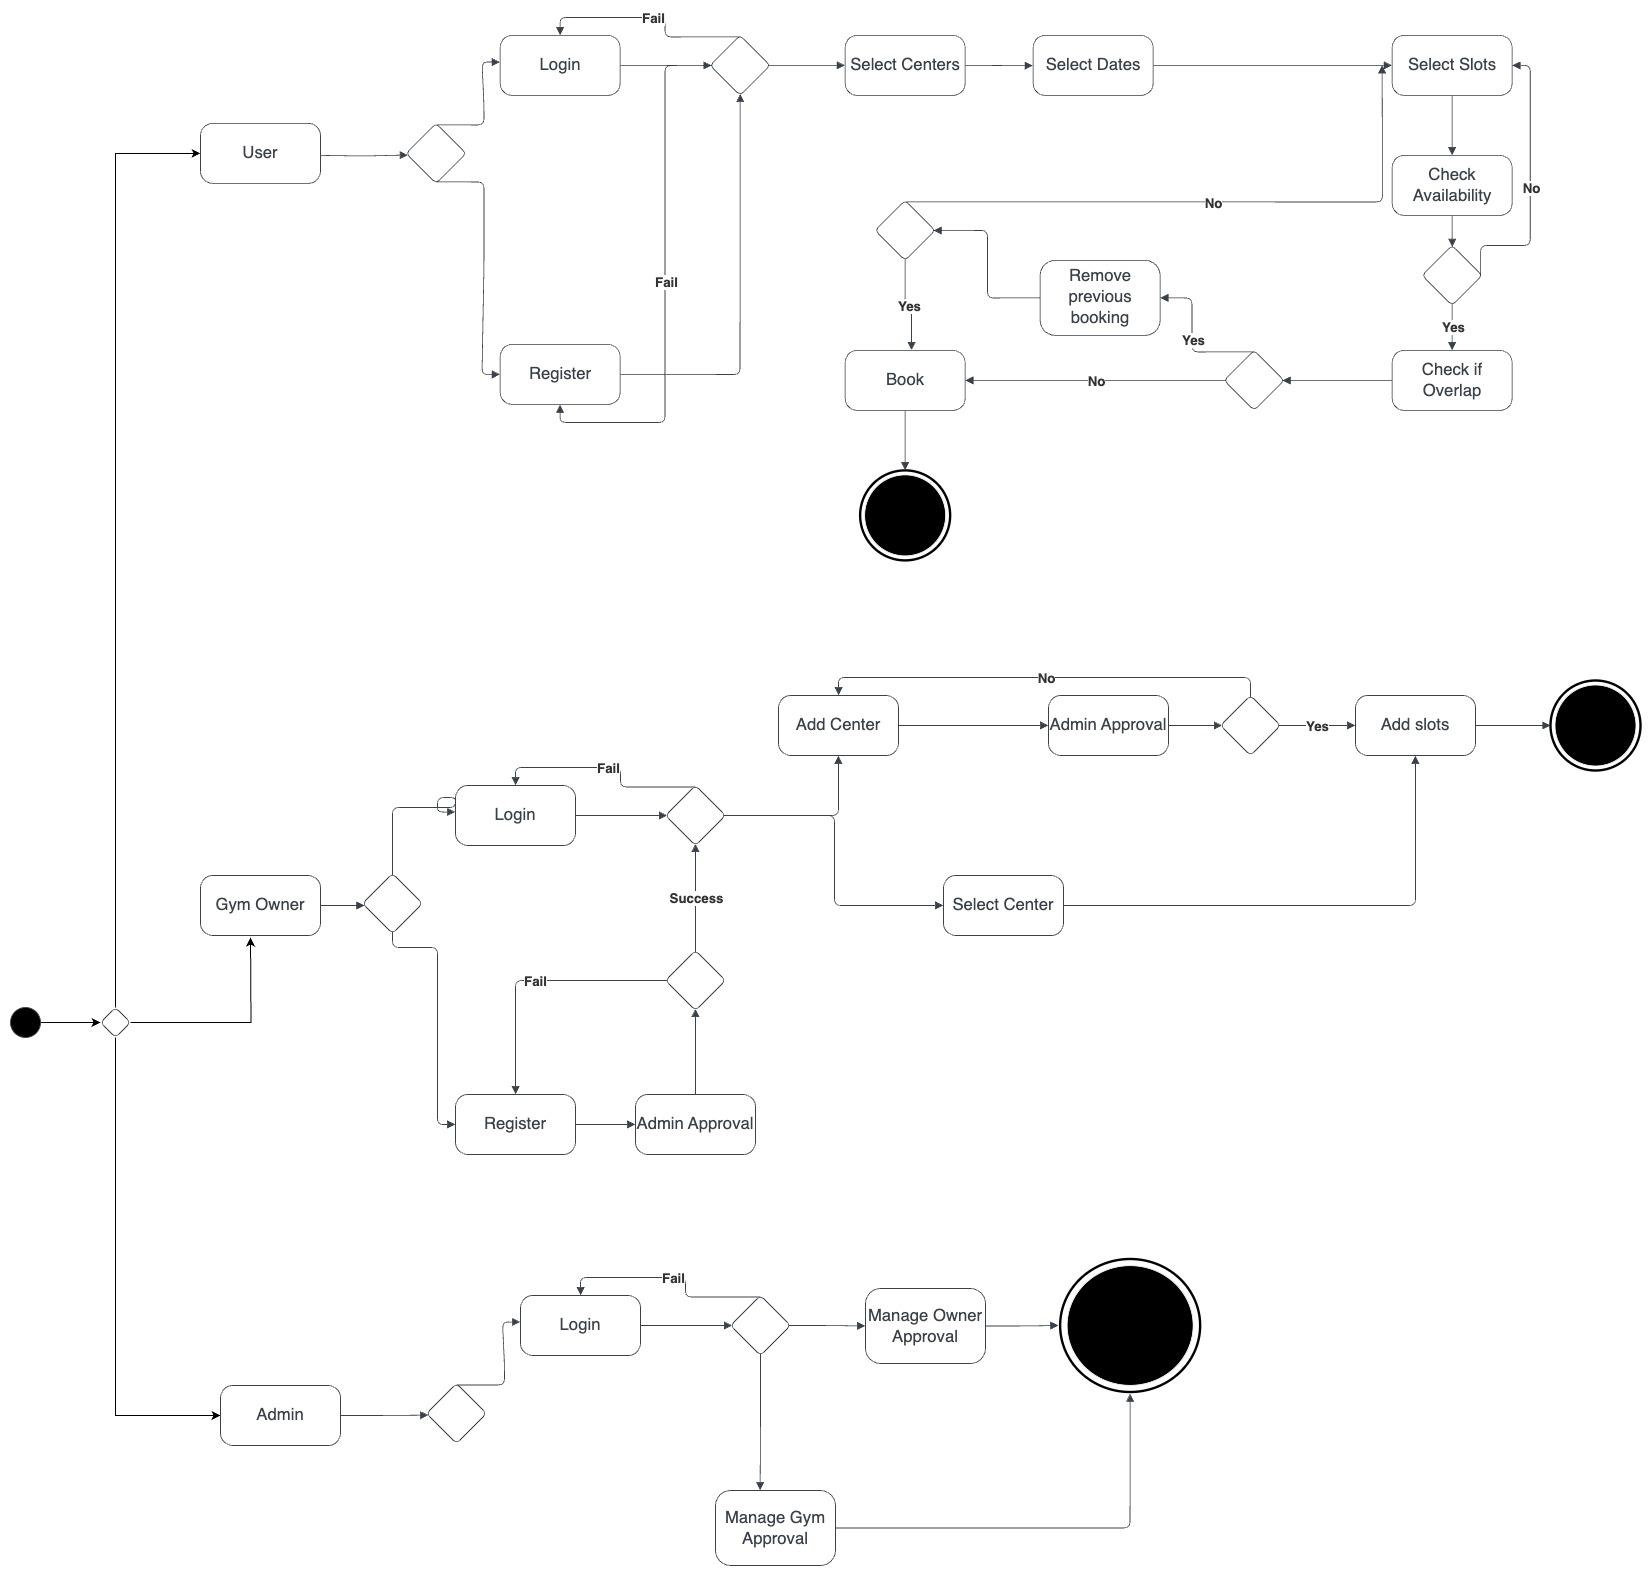 Fail
Login
Select Centers
Select Dates
Select Slots
User
Check
Availability
No
No
Fail
Remove
previous
booking
Yes
Yes
Yes
Register
Book
No
Check if
Overlap
No
Add Center
Admin Approval
Yes
Add slots
Fail
Login
Success
Gym Owner
Select Center
Fail
Register
Admin Approval
Fail
Login
Manage Owner
Approval
Admin
Manage Gym
Approval